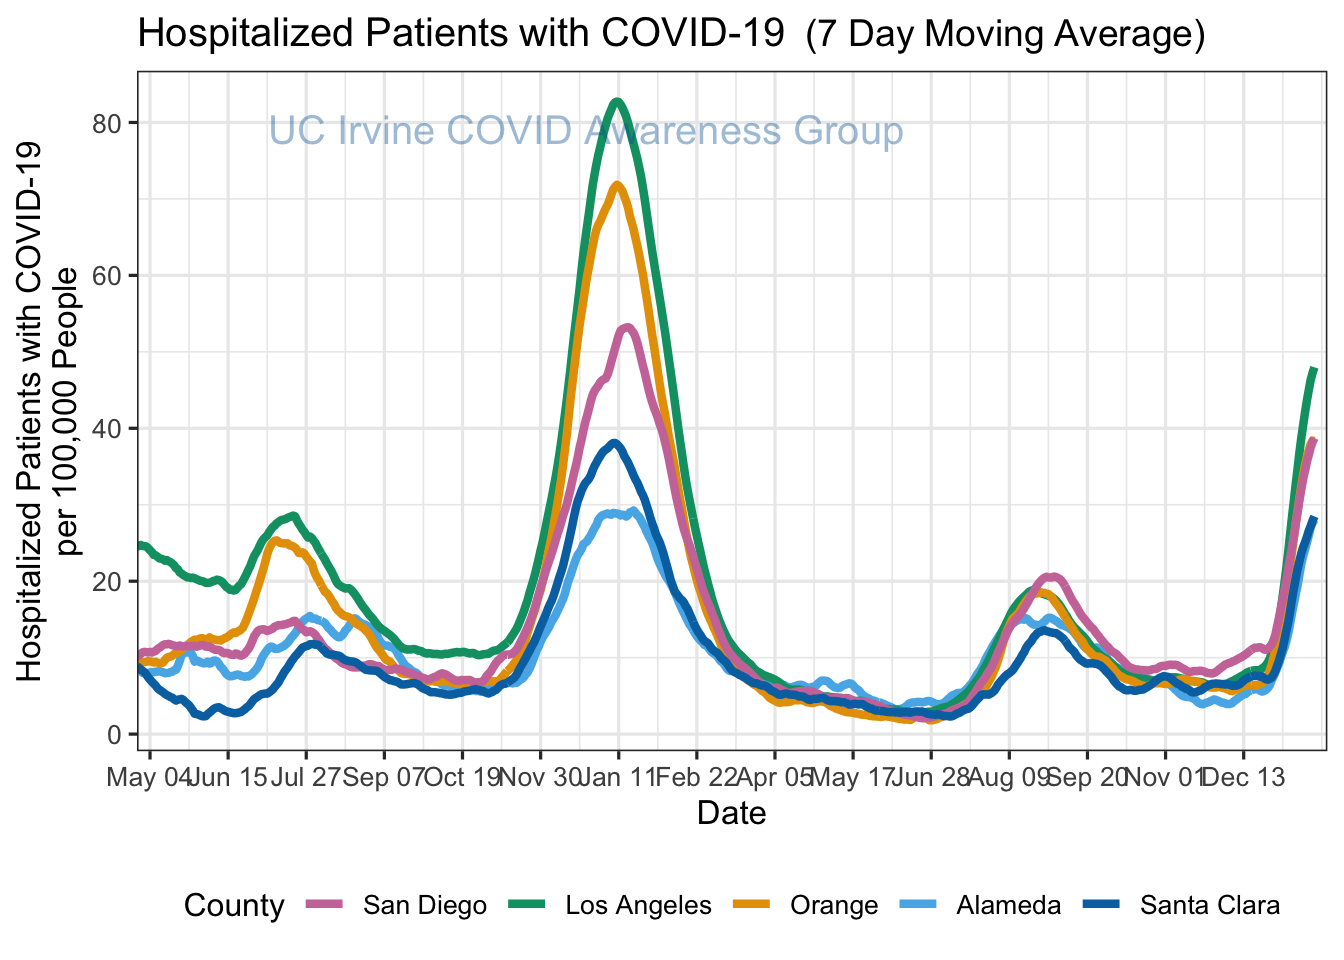 Hospitalized Patients with COVID-19  (7 Day Moving Average)
UC Irvine COVID Awareness Group
Hospitalized Patients with COVID-19
per 100,000 People
80
60
40
20
0
May 04 Jun 15 Jul 27 Sep 07 Oct 19 Nov 30 Jan 11 Feb 22 Apr 05 May 17 Jun 28 Aug 09 Sep 20 Nov 01 Dec 13
Date
County San Diego Los Angeles Orange Alameda Santa Clara